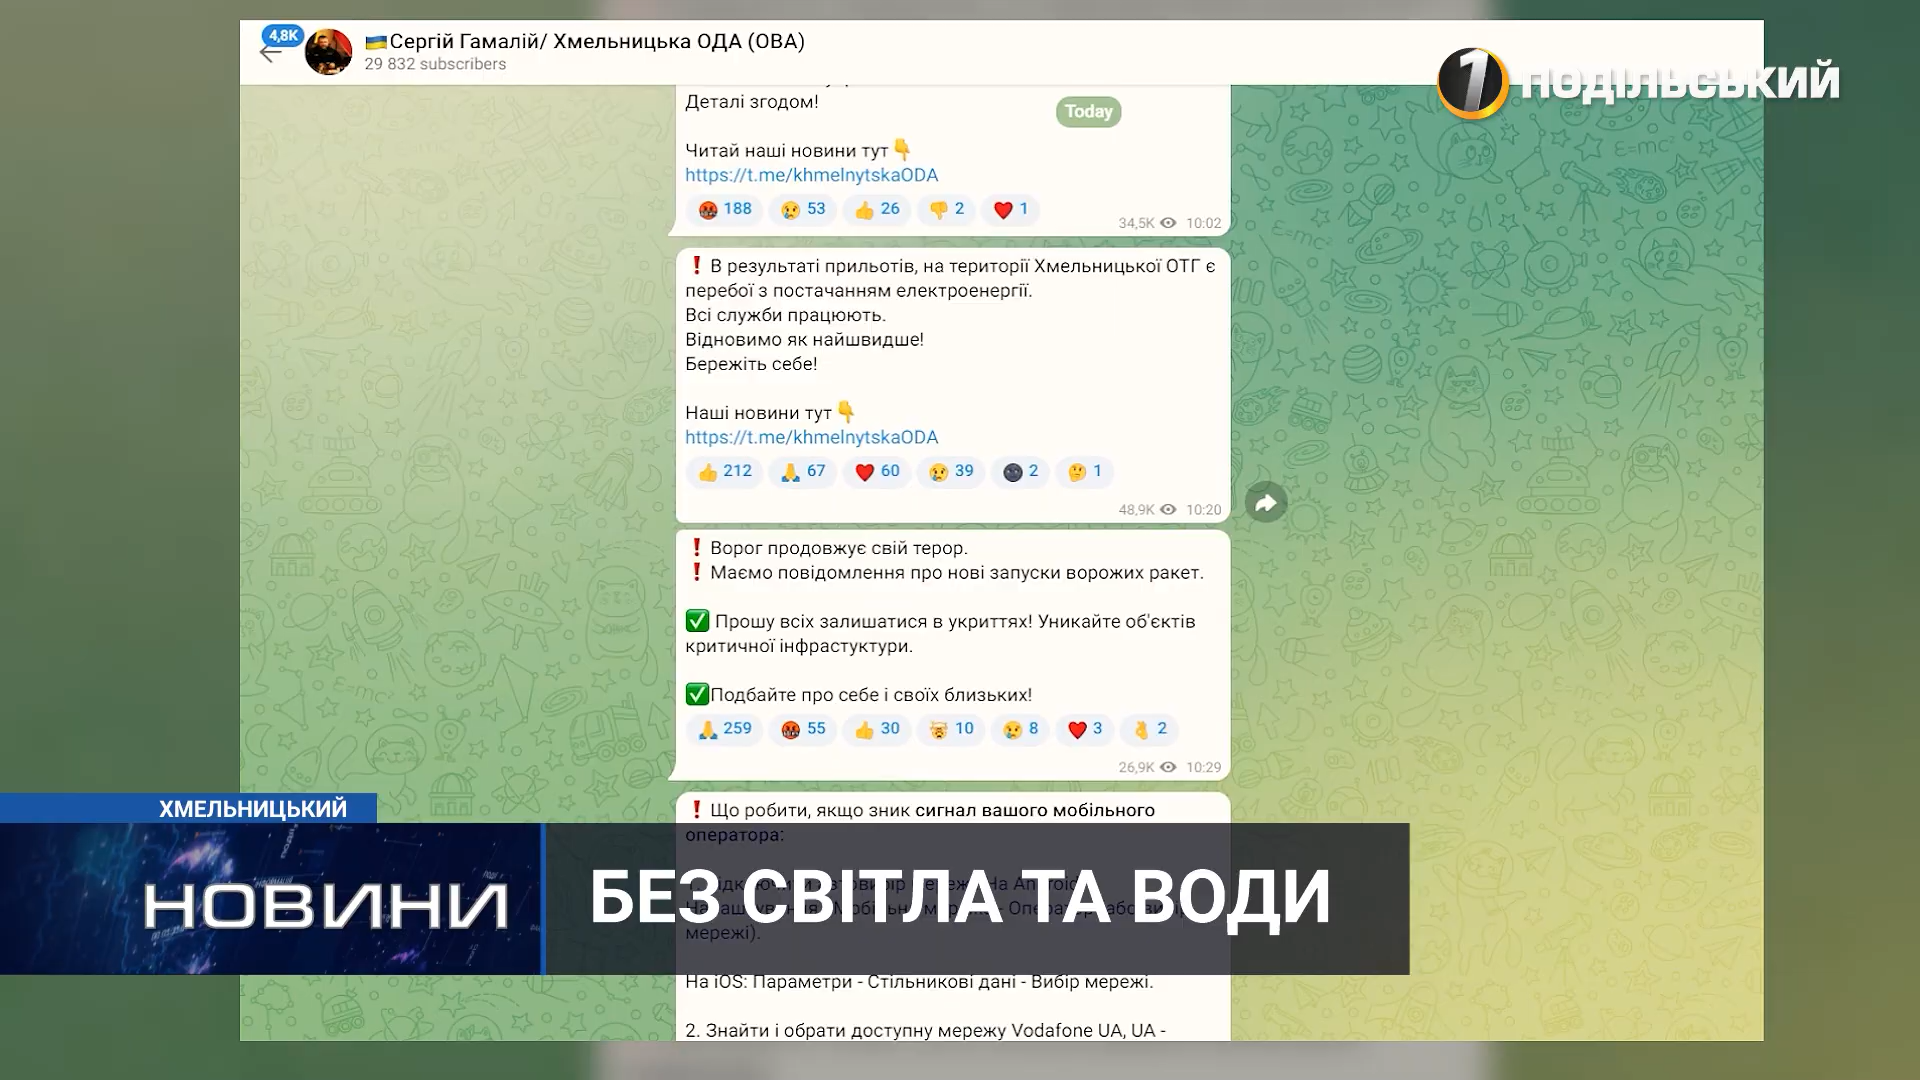 4,8K
Сергій Гамалій/ Хмельницька ОДА (ОВА)
29 832 subscribers
1 ПОДІЛЬСЬКИЙ
Деталі згодом!
Today
Читай наші новини тут
https://t.me/khmelnytskaODA
188 53 26 2 1
34,5K 10:02
В результаті прильотів, на території Хмельницької ОТГ є
перебої з постачанням електроенергії.
Всі служби працюють.
Відновимо як найшвидше!
Бережіть себе!
Наші новини тут
https://t.me/khmelnytskaODA
212 67 60 39 2 1
48,9K 10:20
Ворог продовжує свій терор.
Маємо повідомлення про нові запуски ворожих ракет.
Прошу всіх залишатися в укриттях! Уникайте об'єктів
критичної інфрастуктури.
Подбайте про себе і своїх близьких!
259 55 30 10 8 3 2
26,9K 10:29
Що робити, якщо зник сигнал вашого мобільного
оператора:
мережі).
На iOS: Параметри - Стільникові дані - Вибір мережі.
2. Знайти і обрати доступну мережу Vodafone UA, UA -
ХМЕЛЬНИЦЬКИЙ
НОВИНИ
БЕЗ СВІТЛА ТА ВОДИ